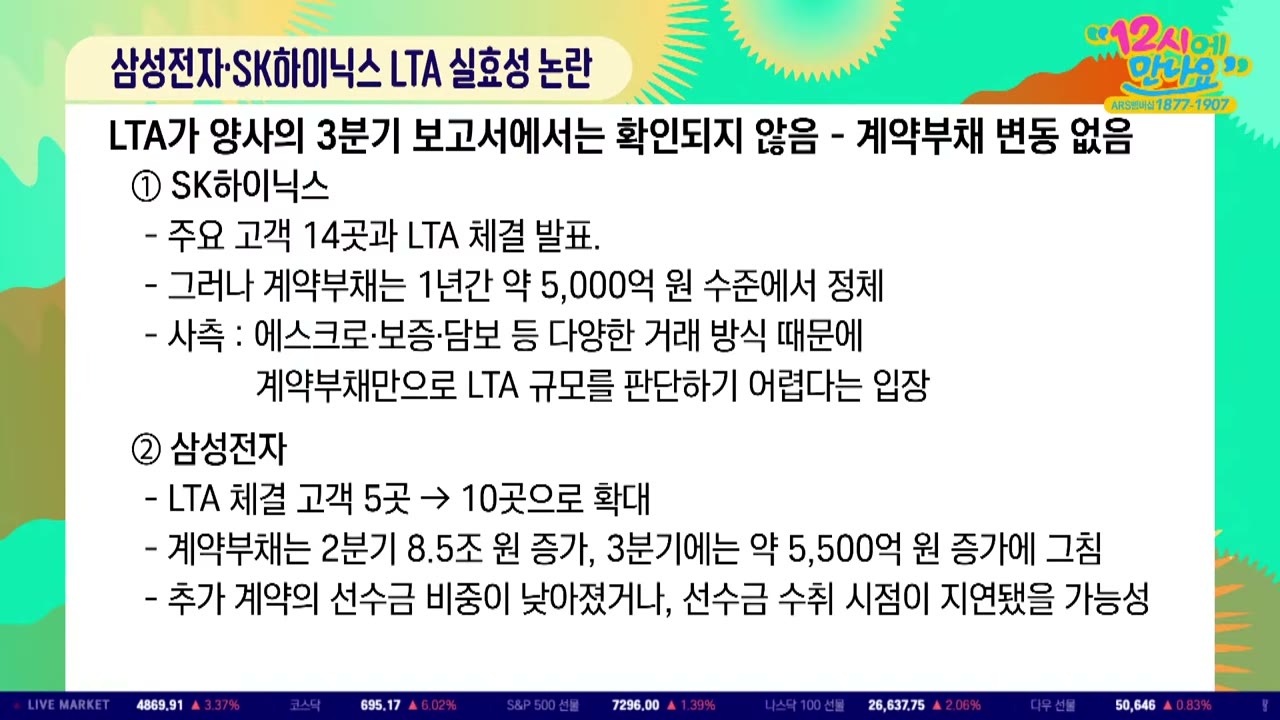 삼성전자·SK하이닉스 LTA 실효성 논란
“12시에 만나요”
ARS멤버십 1877-1907
LTA가 양사의 3분기 보고서에서는 확인되지 않음 - 계약부채 변동 없음
① SK하이닉스
- 주요 고객 14곳과 LTA 체결 발표.
- 그러나 계약부채는 1년간 약 5,000억 원 수준에서 정체
- 사측 : 에스크로·보증·담보 등 다양한 거래 방식 때문에
계약부채만으로 LTA 규모를 판단하기 어렵다는 입장
② 삼성전자
- LTA 체결 고객 5곳 → 10곳으로 확대
- 계약부채는 2분기 8.5조 원 증가, 3분기에는 약 5,500억 원 증가에 그침
- 추가 계약의 선수금 비중이 낮아졌거나, 선수금 수취 시점이 지연됐을 가능성
LIVE MARKET 4869.91 ▲ 3.37% 코스닥 695.17 ▲ 6.02% S&P 500 선물 7296.00 ▲ 1.39% 나스닥 100 선물 26,637.75 ▲ 2.06% 다우 선물 50,646 ▲ 0.83%